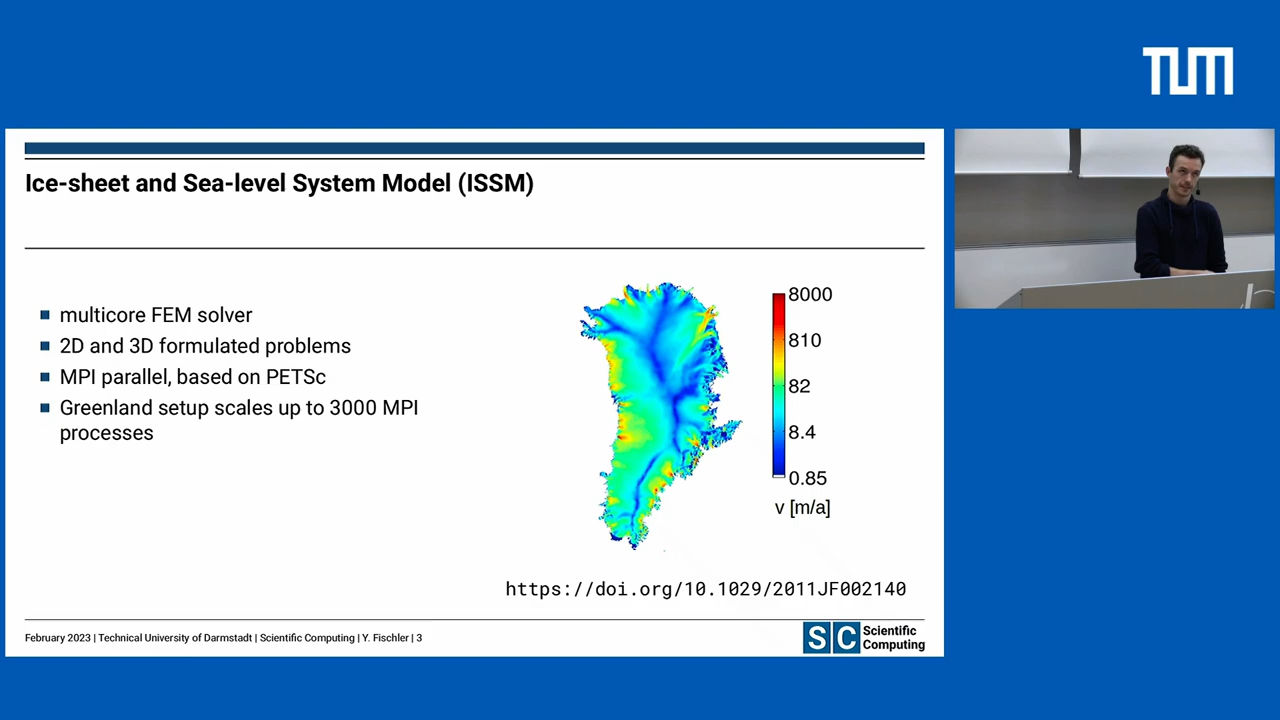 TUM
Ice-sheet and Sea-level System Model (ISSM)
multicore FEM solver
2D and 3D formulated problems
MPI parallel, based on PETSc
Greenland setup scales up to 3000 MPI
processes
8000
810
82
8.4
0.85
v [m/a]
https://doi.org/10.1029/2011JF002140
February 2023 | Technical University of Darmstadt | Scientific Computing | Y. Fischler | 3
SC Scientific
Computing